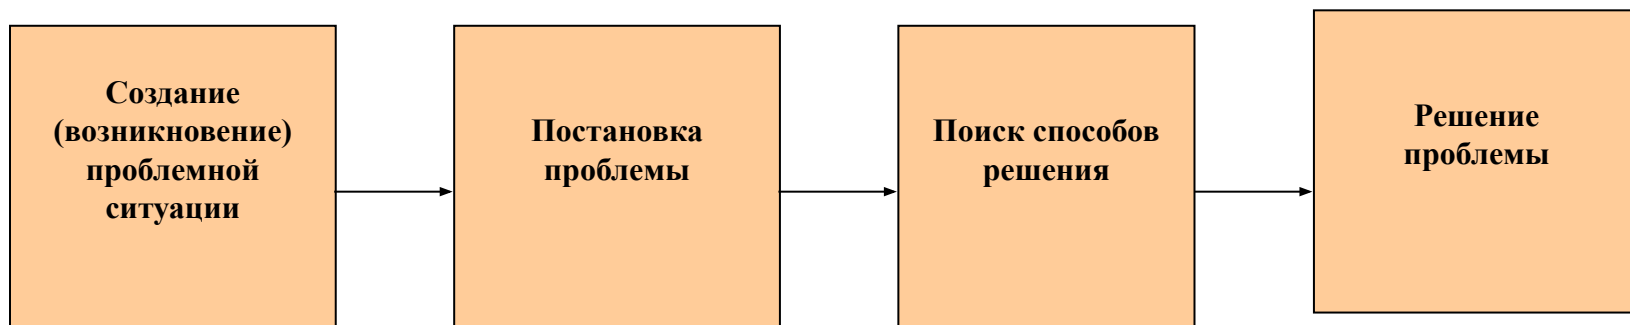 Создание
(возникновение)
проблемной
ситуации
Постановка
проблемы
Поиск способов
решения
Решение
проблемы